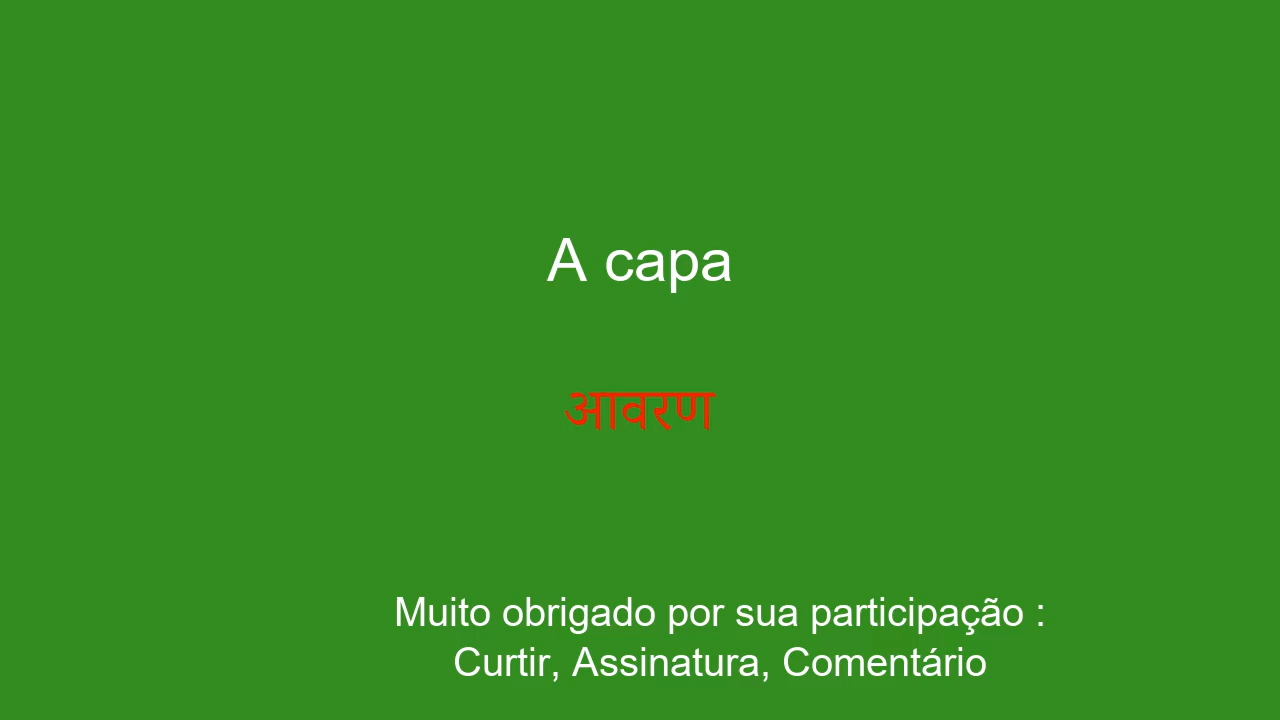 A capa
आवरण
Muito obrigado por sua participação :
Curtir, Assinatura, Comentário